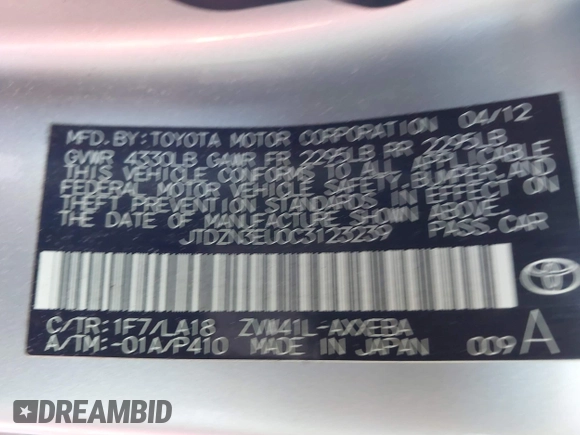 MFD. BY: TOYOTA MOTOR CORPORATION 04/12
GVWR 4330LB GAWR FR 2295LB RR 2295LB
THIS VEHICLE CONFORMS TO ALL APPLICABLE
FEDERAL MOTOR VEHICLE SAFETY, BUMPER, AND
THEFT PREVENTION STANDARDS IN EFFECT ON
THE DATE OF MANUFACTURE SHOWN ABOVE.
JTDZN3EU0C3123239 PASS. CAR
C/TR: 1F7/LA18 ZVW41L-AXXEBA
A/TM: -01A/P410 MADE IN JAPAN 009 A
DREAMBID